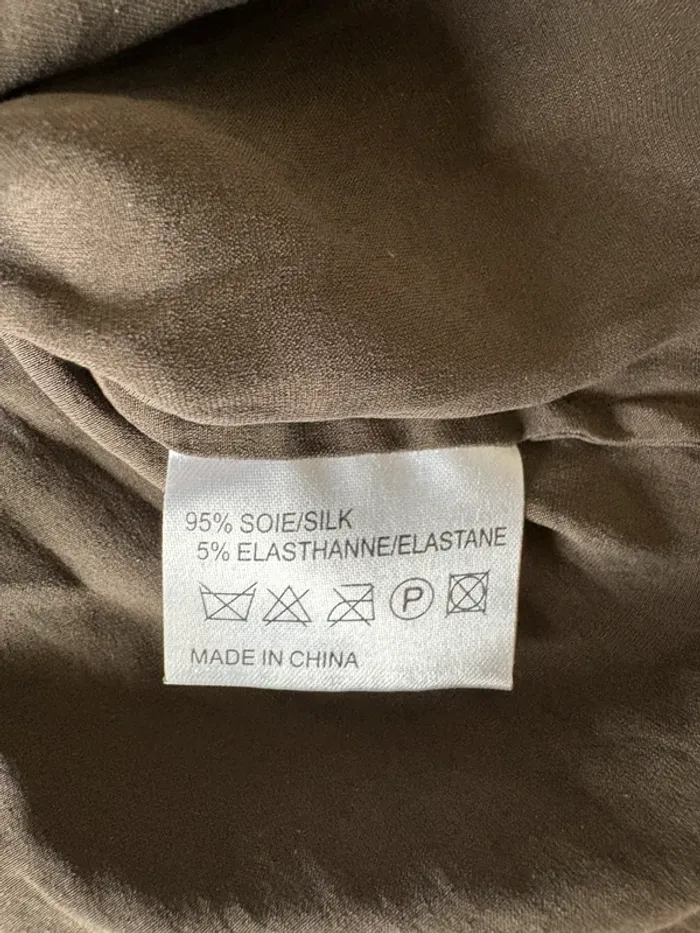 95% SOIE/SILK
5% ELASTHANNE/ELASTANE
P
MADE IN CHINA